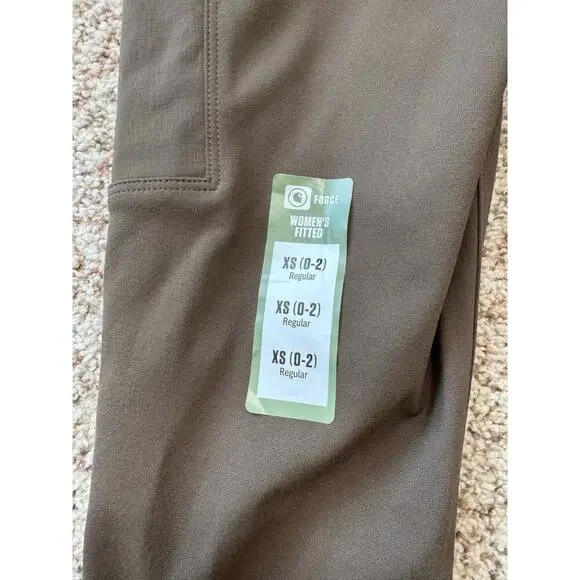 FORCE
WOMEN'S
FITTED
XS (0-2)
Regular
XS (0-2)
Regular
XS (0-2)
Regular